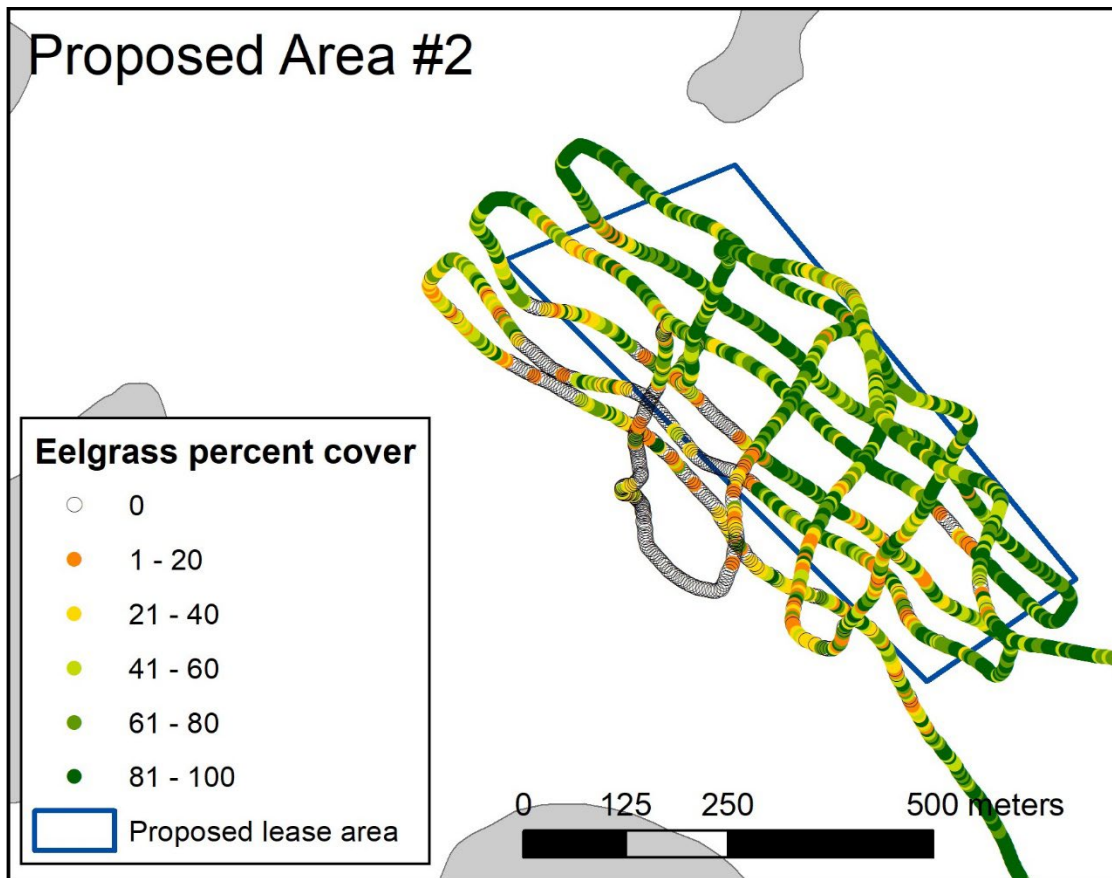 Proposed Area #2
Eelgrass percent cover
0
1 - 20
21 - 40
41 - 60
61 - 80
81 - 100
Proposed lease area
0 125 250 500 meters